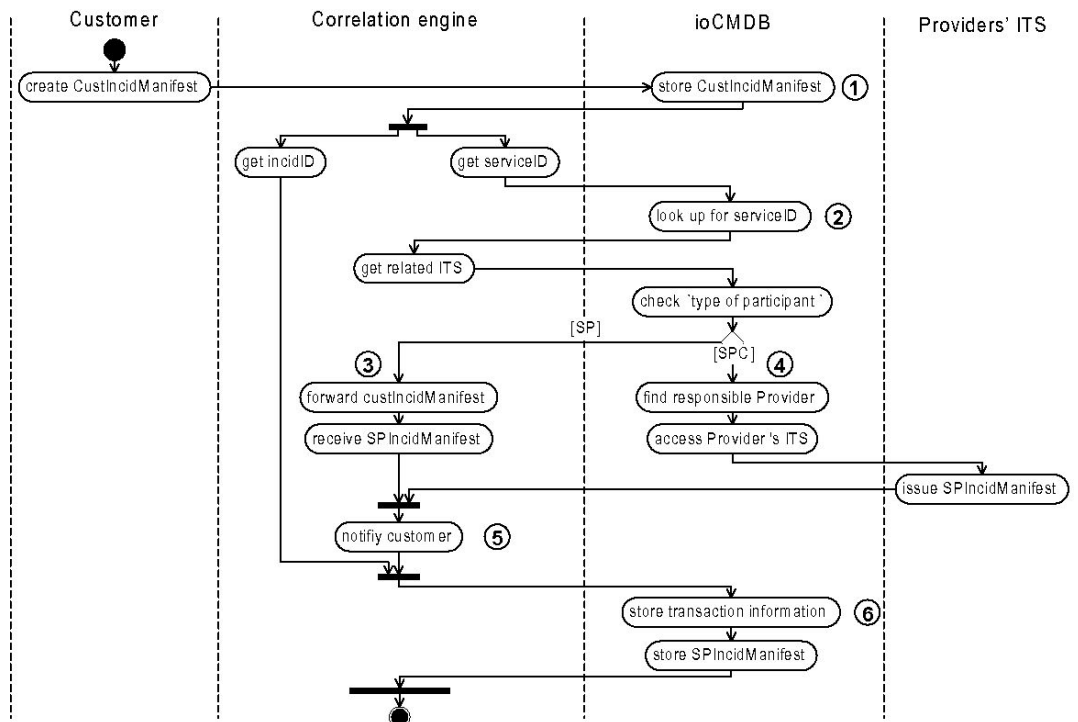 Customer
Correlation engine
ioCMDB
Providers' ITS
create CustIncidManifest
store CustIncidManifest
1
get incidID
get serviceID
look up for serviceID
2
get related ITS
check `type of participant `
[SP]
[SPC]
3
4
forward custIncidManifest
find responsible Provider
receive SPIncidManifest
access Provider's ITS
issue SPIncidManifest
notifiy customer
5
store transaction information
6
store SPIncidManifest